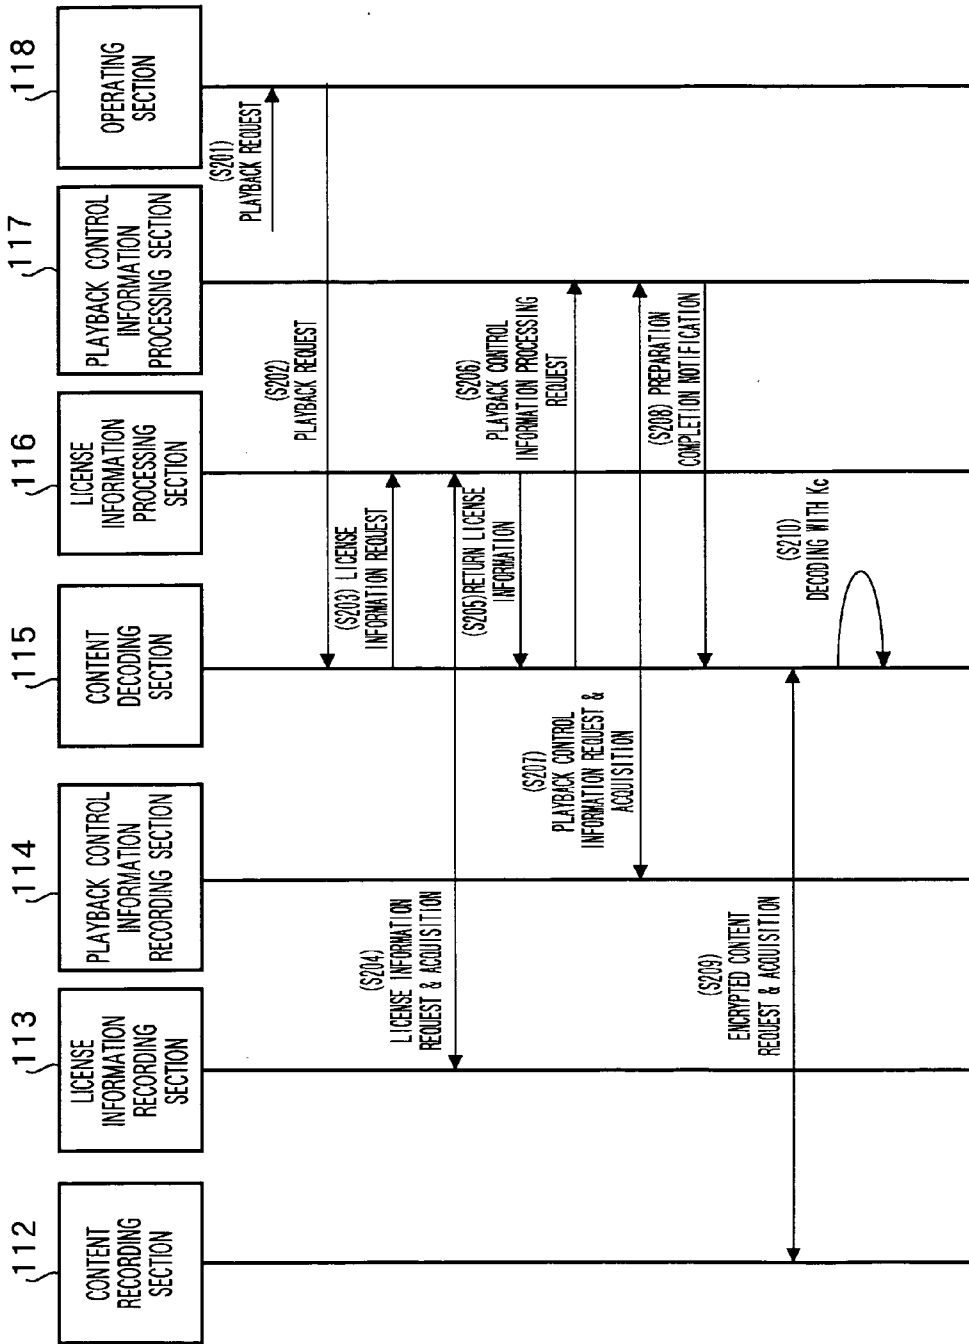 112
CONTENT
RECORDING
SECTION
113
LICENSE
INFORMATION
RECORDING
SECTION
114
PLAYBACK CONTROL
INFORMATION
RECORDING SECTION
115
CONTENT
DECODING
SECTION
116
LICENSE
INFORMATION
PROCESSING
SECTION
117
PLAYBACK CONTROL
INFORMATION
PROCESSING SECTION
118
OPERATING
SECTION
(S201)
PLAYBACK REQUEST
(S202)
PLAYBACK REQUEST
(S203) LICENSE
INFORMATION REQUEST
(S204)
LICENSE INFORMATION
REQUEST & ACQUISITION
(S205)RETURN LICENSE
INFORMATION
(S206)
PLAYBACK CONTROL
INFORMATION PROCESSING
REQUEST
(S207)
PLAYBACK CONTROL
INFORMATION REQUEST &
ACQUISITION
(S208) PREPARATION
COMPLETION NOTIFICATION
(S209)
ENCRYPTED CONTENT
REQUEST & ACQUISITION
(S210)
DECODING WITH Kc